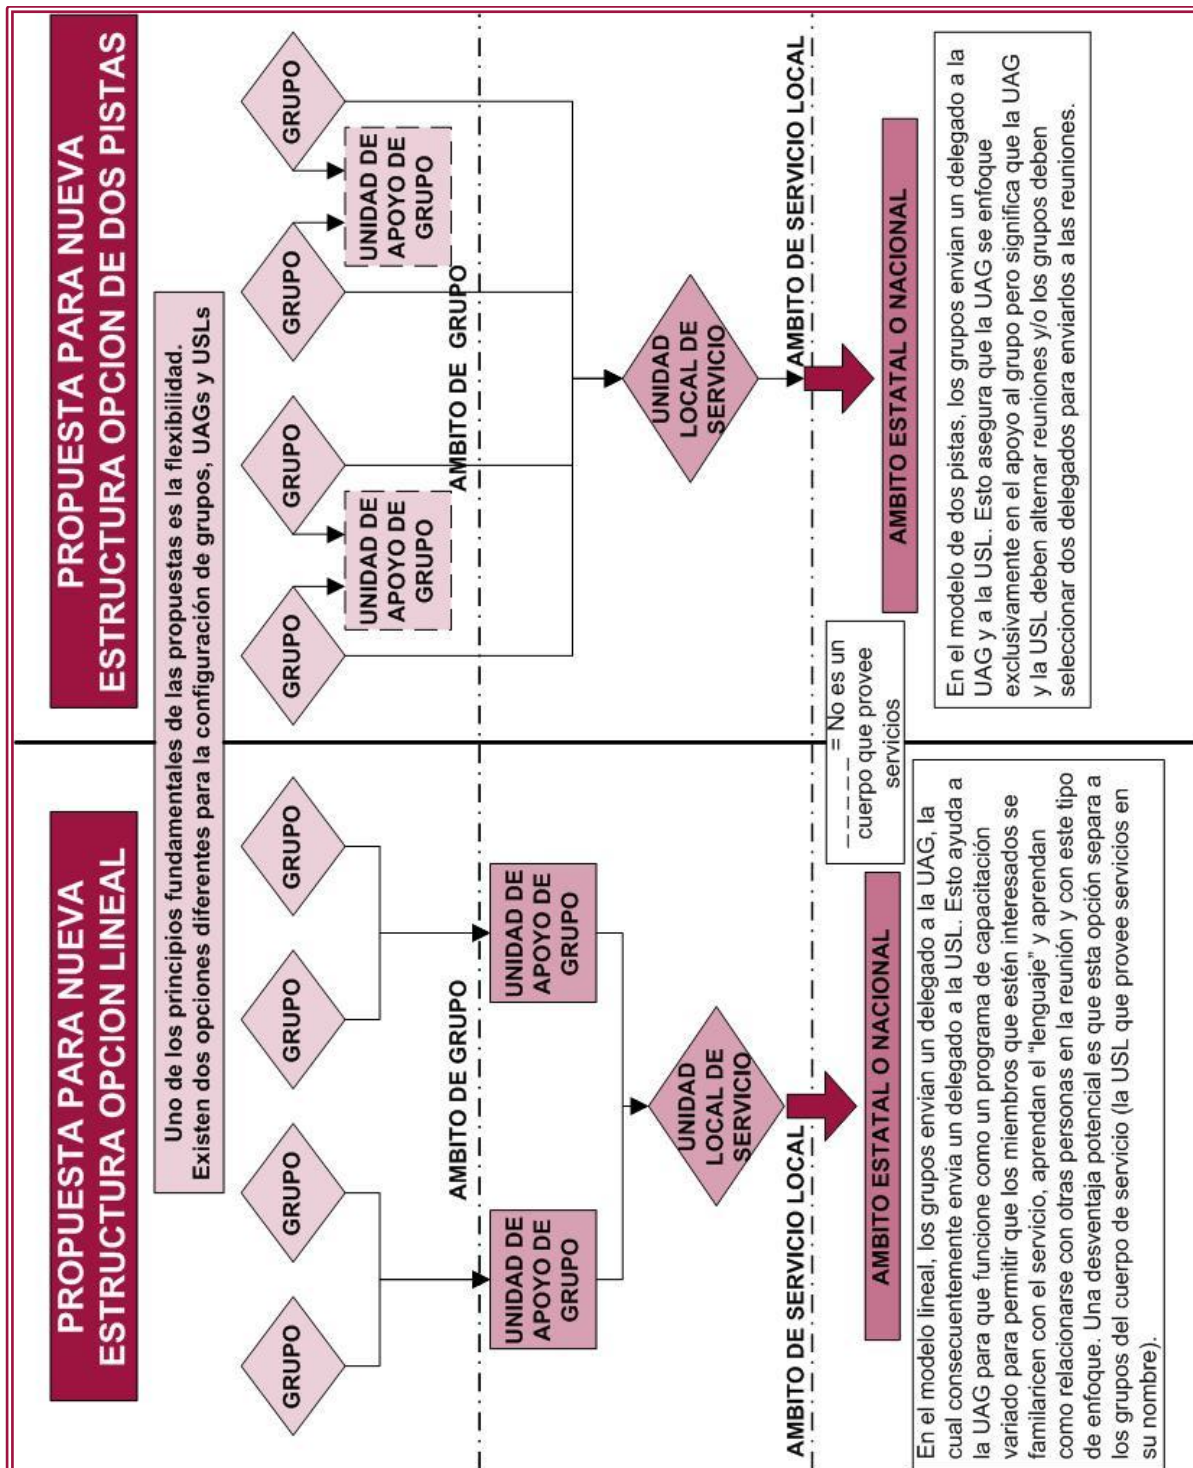 PROPUESTA PARA NUEVA
ESTRUCTURA OPCION LINEAL
PROPUESTA PARA NUEVA
ESTRUCTURA OPCION DE DOS PISTAS
Uno de los principios fundamentales de las propuestas es la flexibilidad.
Existen dos opciones diferentes para la configuración de grupos, UAGs y USLs
GRUPO
GRUPO
GRUPO
GRUPO
AMBITO DE GRUPO
UNIDAD DE
APOYO DE
GRUPO
UNIDAD DE
APOYO DE
GRUPO
UNIDAD
LOCAL DE
SERVICIO
AMBITO DE SERVICIO LOCAL
AMBITO ESTATAL O NACIONAL
En el modelo lineal, los grupos envían un delegado a la UAG, la
cual consecuentemente envía un delegado a la USL. Esto ayuda a
la UAG para que funcione como un programa de capacitación
variado para permitir que los miembros que estén interesados se
familaricen con el servicio, aprendan el “lenguaje” y aprendan
como relacionarse con otras personas en la reunión y con este tipo
de enfoque. Una desventaja potencial es que esta opción separa a
los grupos del cuerpo de servicio (la USL que provee servicios en
su nombre).
_ _ _ _ _ _ = No es un
cuerpo que provee
servicios
GRUPO
GRUPO
GRUPO
GRUPO
UNIDAD DE
APOYO DE
GRUPO
UNIDAD DE
APOYO DE
GRUPO
AMBITO DE GRUPO
UNIDAD
LOCAL DE
SERVICIO
AMBITO DE SERVICIO LOCAL
AMBITO ESTATAL O NACIONAL
En el modelo de dos pistas, los grupos envian un delegado a la
UAG y a la USL. Esto asegura que la UAG se enfoque
exclusivamente en el apoyo al grupo pero significa que la UAG
y la USL deben alternar reuniones y/o los grupos deben
seleccionar dos delegados para enviarlos a las reuniones.